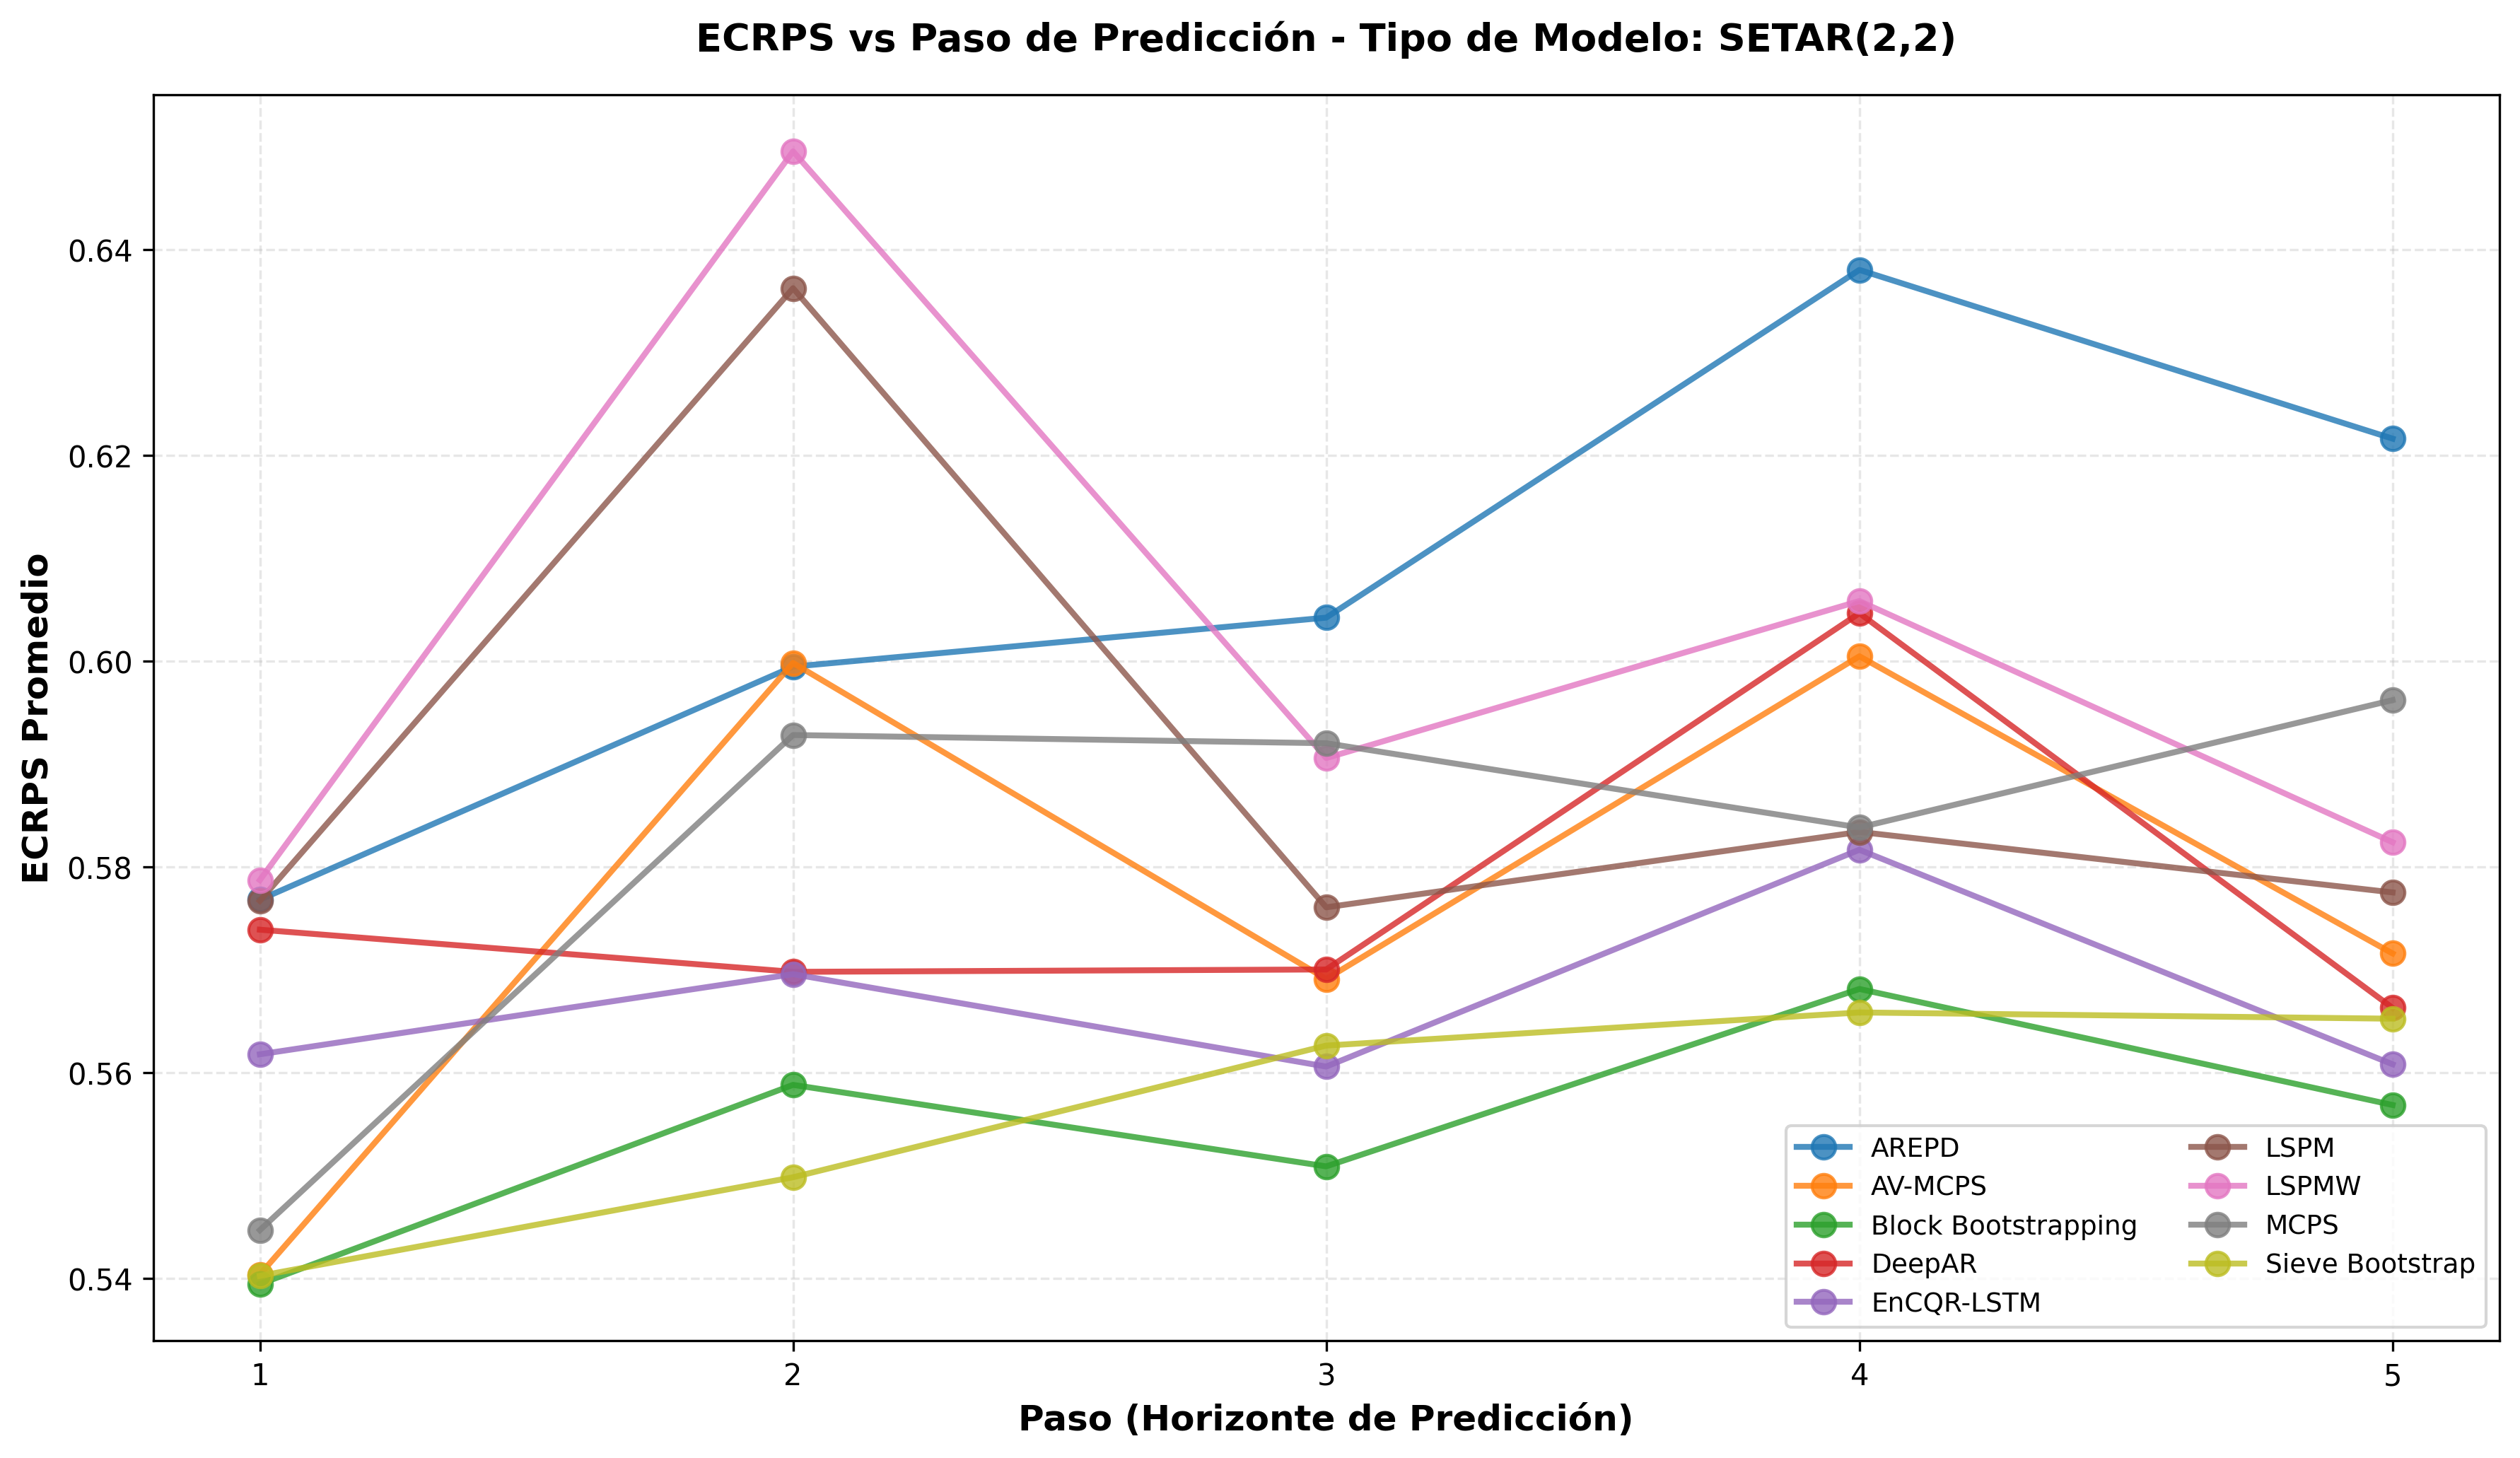 ECRPS vs Paso de Predicción - Tipo de Modelo: SETAR(2,2)
ECRPS Promedio
0.64
0.62
0.60
0.58
0.56
0.54
1 2 3 4 5
Paso (Horizonte de Predicción)
AREPD
AV-MCPS
Block Bootstrapping
DeepAR
EnCQR-LSTM
LSPM
LSPMW
MCPS
Sieve Bootstrap